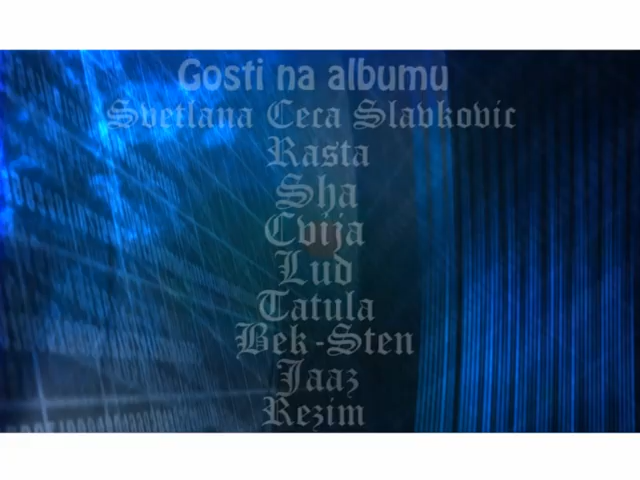 Gosti na albumu
Svetlana Ceca Slavkovic
Rasta
Sha
Cvija
Lud
Tatula
Bek-Sten
Jaaz
Rezim